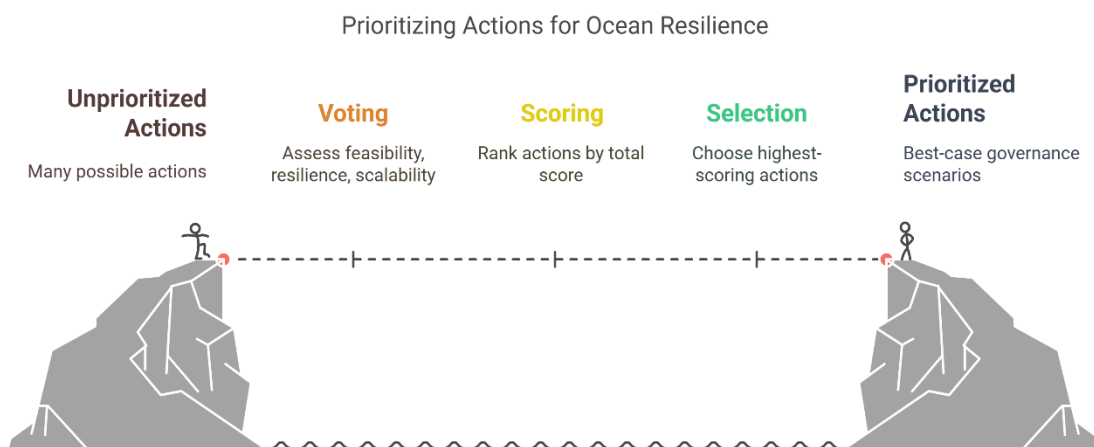 Prioritizing Actions for Ocean Resilience
Unprioritized
Actions
Many possible actions
Voting
Assess feasibility,
resilience, scalability
Scoring
Rank actions by total
score
Selection
Choose highest-
scoring actions
Prioritized
Actions
Best-case governance
scenarios